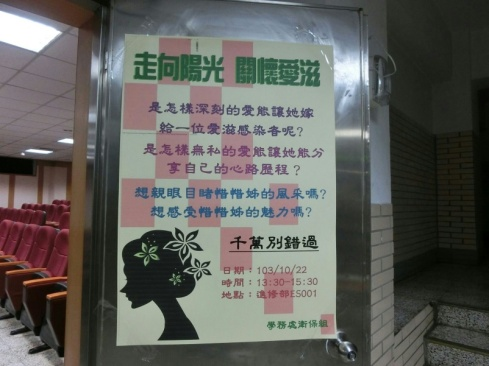 走向陽光 關懷愛滋
是怎樣深刻的愛能讓她嫁
給一位愛滋感染者呢?
是怎樣無私的愛能讓她能分
享自己的心路歷程?
想親眼目睹帽帽姊的風采嗎?
想感受帽帽姊的魅力嗎?
千萬別錯過
日期:103/10/22
時間:13:30-15:30
地點:進修部ES001
學務處衛保組